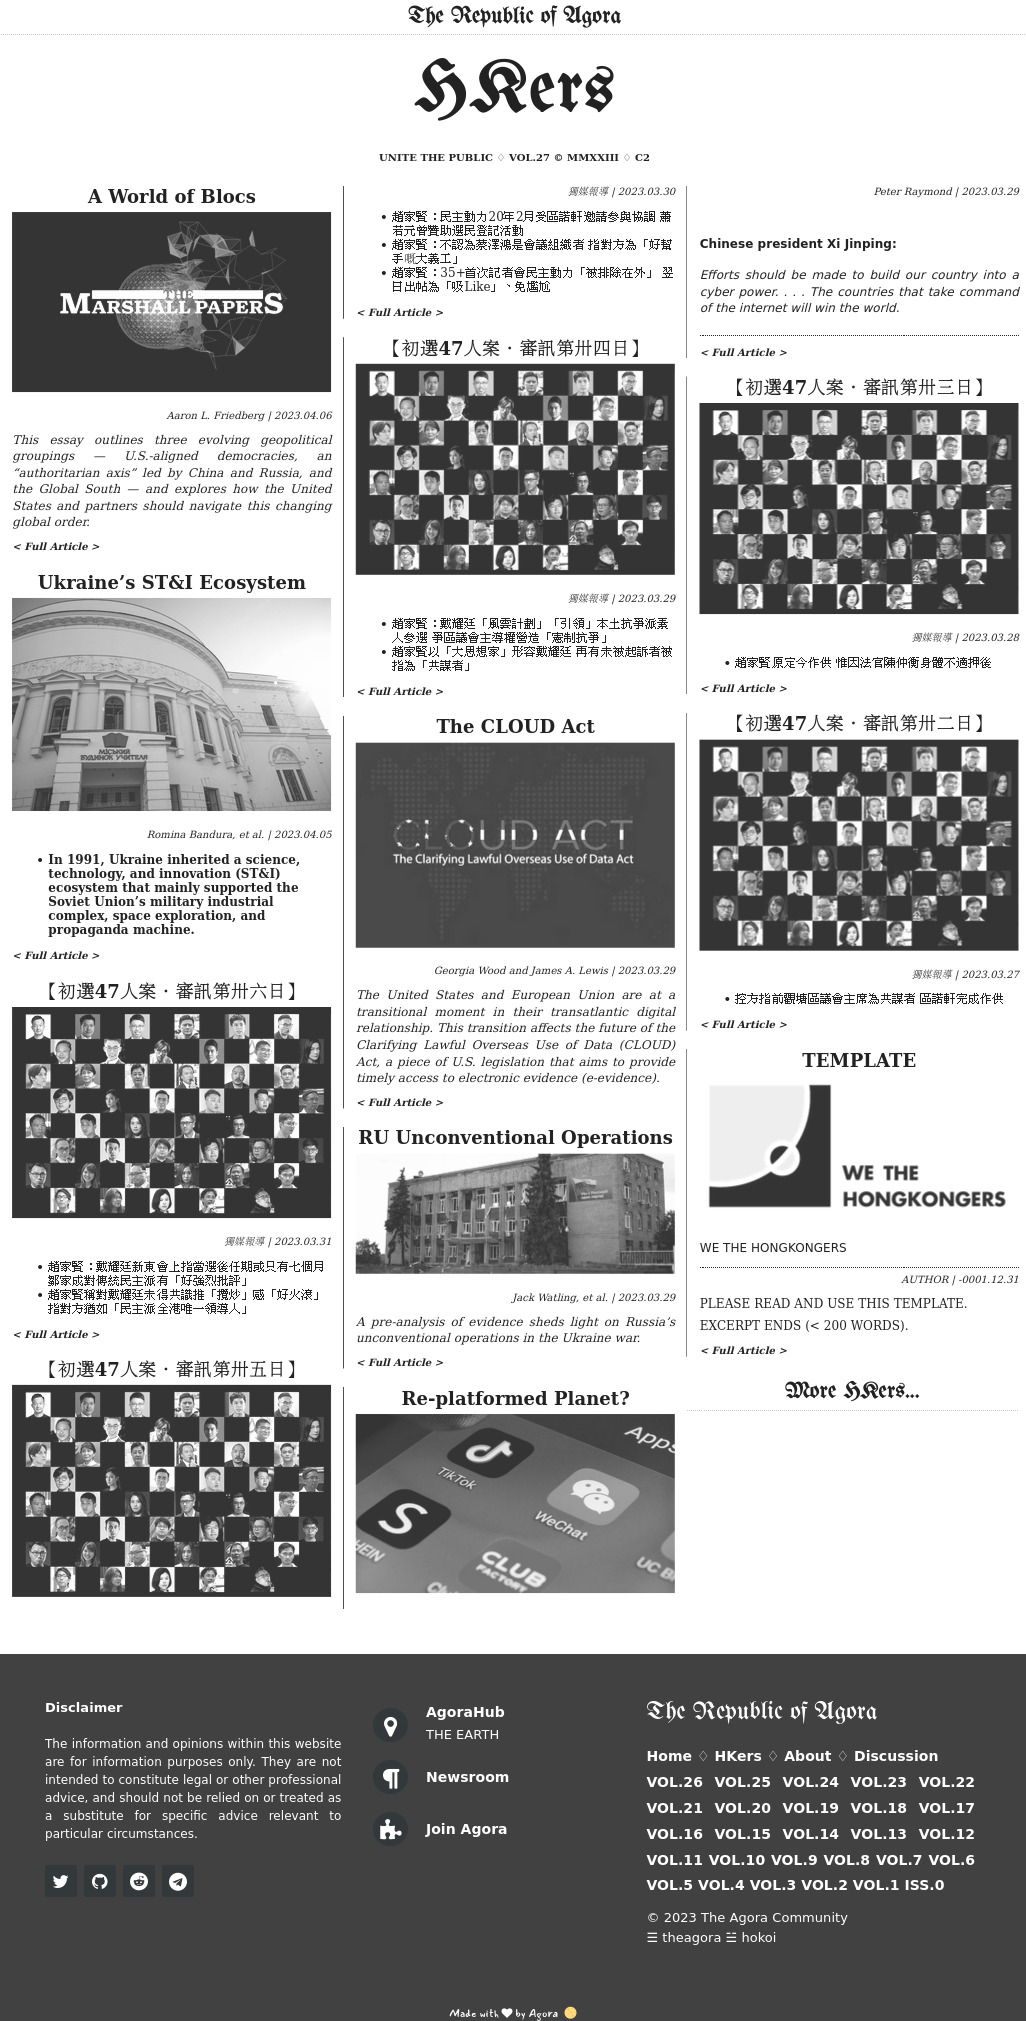 The Republic of Agora
HKers
UNITE THE PUBLIC ♢ VOL.27 © MMXXIII ♢ C2
A World of Blocs
THE
MARSHALL PAPERS
Aaron L. Friedberg | 2023.04.06
This essay outlines three evolving geopolitical
groupings — U.S.-aligned democracies, an
“authoritarian axis” led by China and Russia, and
the Global South — and explores how the United
States and partners should navigate this changing
global order.
< Full Article >
Ukraine’s ST&I Ecosystem
МІСЬКИЙ
БУДИНОК УЧИТЕЛЯ
Romina Bandura, et al. | 2023.04.05
• In 1991, Ukraine inherited a science,
technology, and innovation (ST&I)
ecosystem that mainly supported the
Soviet Union’s military industrial
complex, space exploration, and
propaganda machine.
< Full Article >
【初選47人案・審訊第卅六日】
獨媒報導 | 2023.03.31
• 趙家賢：戴耀廷新東會上指當選後任期或只有七個月
鄒家成對傳統民主派有「好強烈批評」
• 趙家賢稱對戴耀廷未得共識推「攬炒」感「好火滾」
指對方猶如「民主派全港唯一領導人」
< Full Article >
【初選47人案・審訊第卅五日】
獨媒報導 | 2023.03.30
• 趙家賢：民主動力20年2月受區諾軒邀請參與協調 蕭
若元曾贊助選民登記活動
• 趙家賢：不認為梁澤鴻是會議組織者 指對方為「好幫
手嘅大義工」
• 趙家賢：35+首次記者會民主動力「被排除在外」 翌
日出帖為「吸Like」、免尷尬
< Full Article >
【初選47人案・審訊第卅四日】
獨媒報導 | 2023.03.29
• 趙家賢：戴耀廷「風雲計劃」「引領」本土抗爭派素
人參選 爭區議會主導權營造「憲制抗爭」
• 趙家賢以「大思想家」形容戴耀廷 再有未被起訴者被
指為「共謀者」
< Full Article >
The CLOUD Act
CLOUD ACT
The Clarifying Lawful Overseas Use of Data Act
Georgia Wood and James A. Lewis | 2023.03.29
The United States and European Union are at a
transitional moment in their transatlantic digital
relationship. This transition affects the future of the
Clarifying Lawful Overseas Use of Data (CLOUD)
Act, a piece of U.S. legislation that aims to provide
timely access to electronic evidence (e-evidence).
< Full Article >
RU Unconventional Operations
Jack Watling, et al. | 2023.03.29
A pre-analysis of evidence sheds light on Russia’s
unconventional operations in the Ukraine war.
< Full Article >
Re-platformed Planet?
Apps
TikTok
WeChat
HEIN
CLUB
FACTORY
UC B
Peter Raymond | 2023.03.29
Chinese president Xi Jinping:
Efforts should be made to build our country into a
cyber power. . . . The countries that take command
of the internet will win the world.
< Full Article >
【初選47人案・審訊第卅三日】
獨媒報導 | 2023.03.28
• 趙家賢原定今作供 惟因法官陳仲衡身體不適押後
< Full Article >
【初選47人案・審訊第卅二日】
獨媒報導 | 2023.03.27
• 控方指前觀塘區議會主席為共謀者 區諾軒完成作供
< Full Article >
TEMPLATE
WE THE
HONGKONGERS
WE THE HONGKONGERS
AUTHOR | -0001.12.31
PLEASE READ AND USE THIS TEMPLATE.
EXCERPT ENDS (< 200 WORDS).
< Full Article >
More HKers...
Disclaimer
The information and opinions within this website
are for information purposes only. They are not
intended to constitute legal or other professional
advice, and should not be relied on or treated as
a substitute for specific advice relevant to
particular circumstances.
AgoraHub
THE EARTH
Newsroom
Join Agora
The Republic of Agora
Home ♢ HKers ♢ About ♢ Discussion
VOL.26 VOL.25 VOL.24 VOL.23 VOL.22
VOL.21 VOL.20 VOL.19 VOL.18 VOL.17
VOL.16 VOL.15 VOL.14 VOL.13 VOL.12
VOL.11 VOL.10 VOL.9 VOL.8 VOL.7 VOL.6
VOL.5 VOL.4 VOL.3 VOL.2 VOL.1 ISS.0
© 2023 The Agora Community
☰ theagora ☱ hokoi
Made with ❤ by Agora